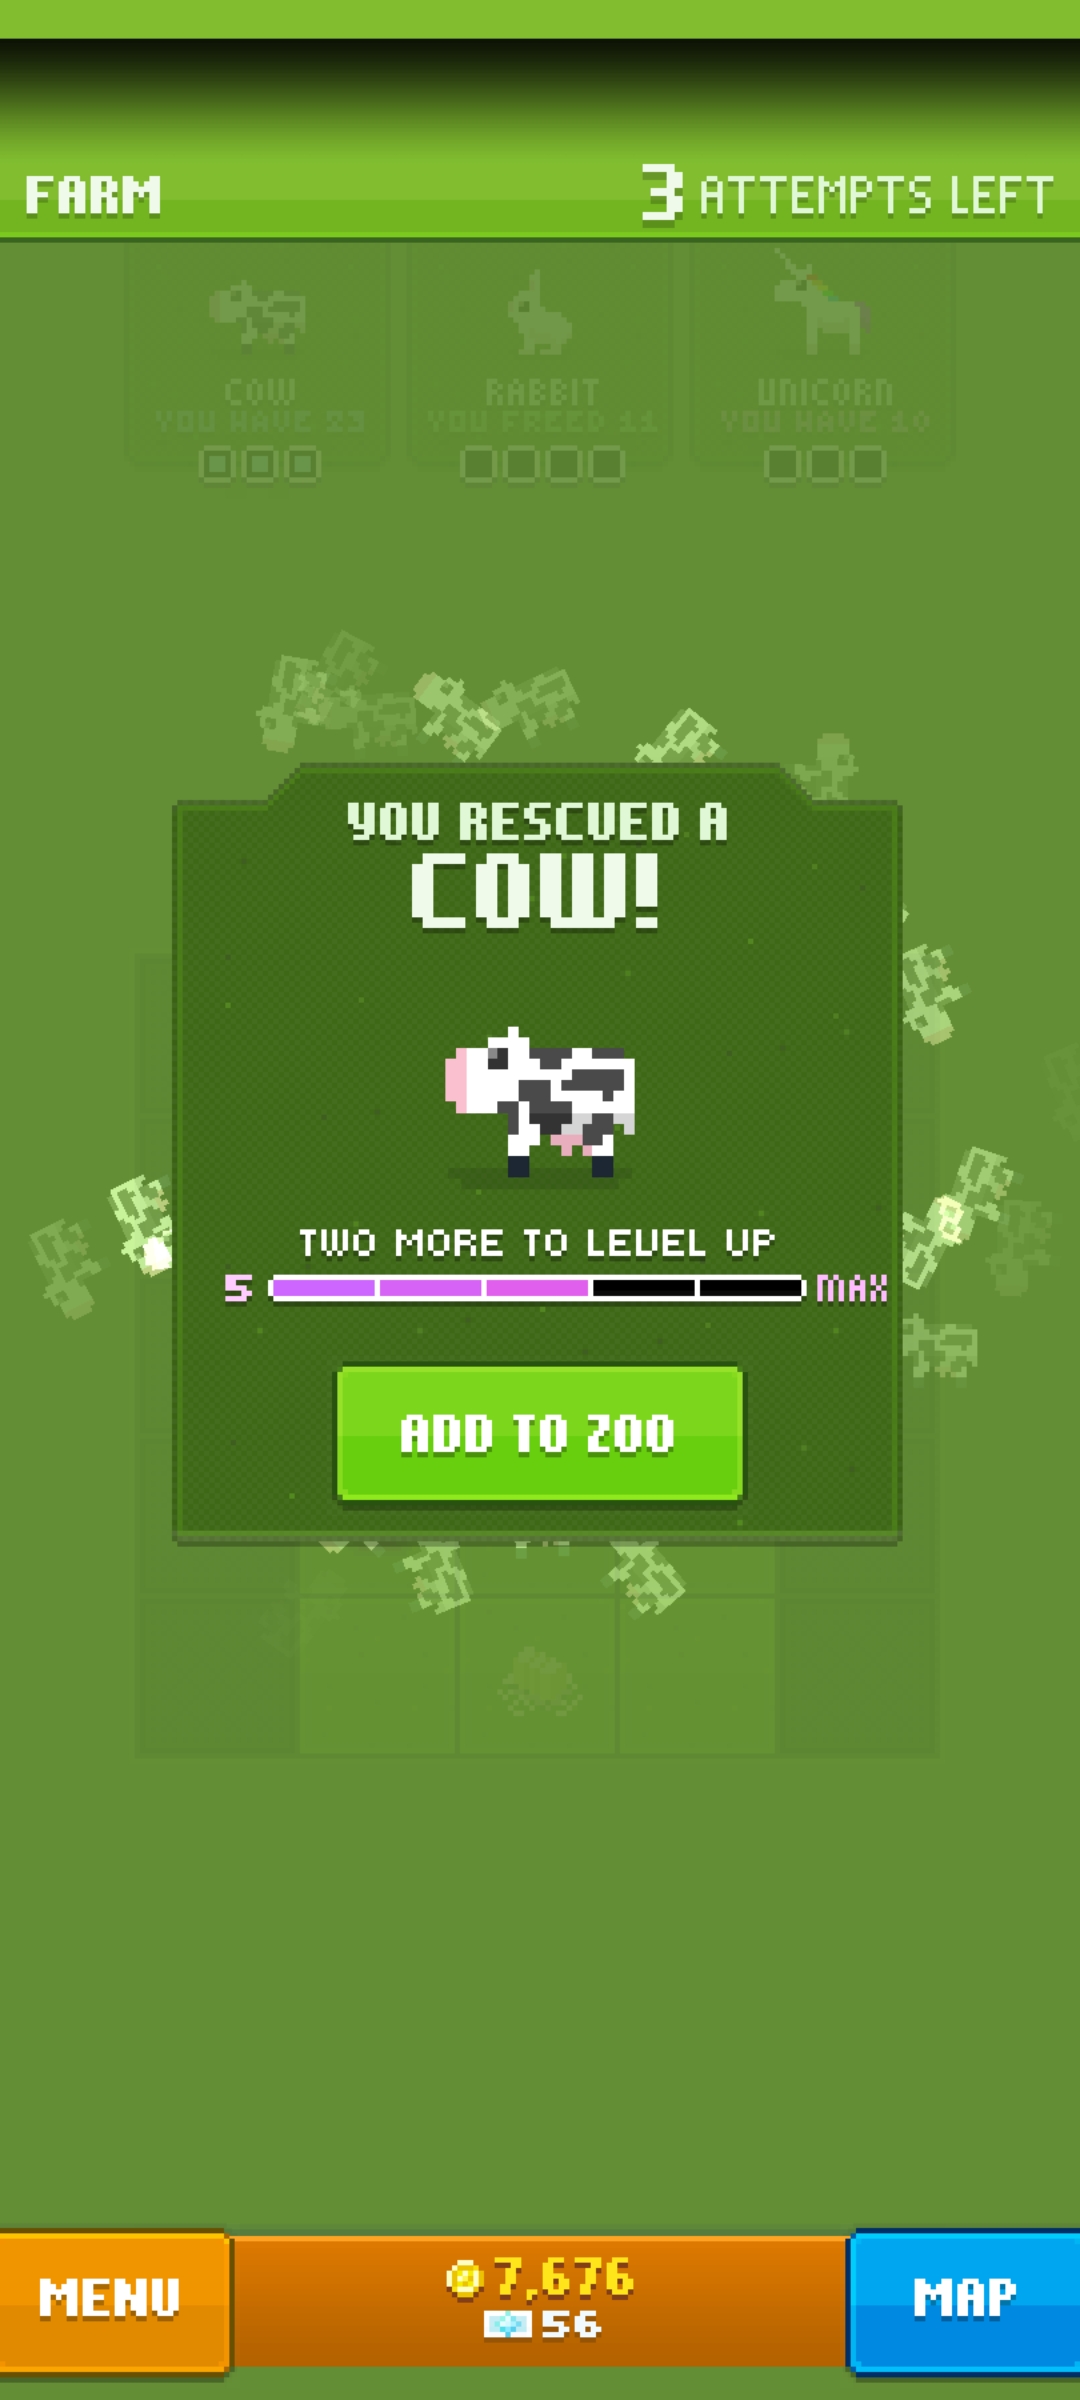 FARM
3 ATTEMPTS LEFT
COW
RABBIT
UNICORN
YOU HAVE 23
YOU FREED 11
YOU HAVE 10
YOU RESCUED A
COW!
TWO MORE TO LEVEL UP
5
MAX
ADD TO ZOO
MENU
7,676
56
MAP